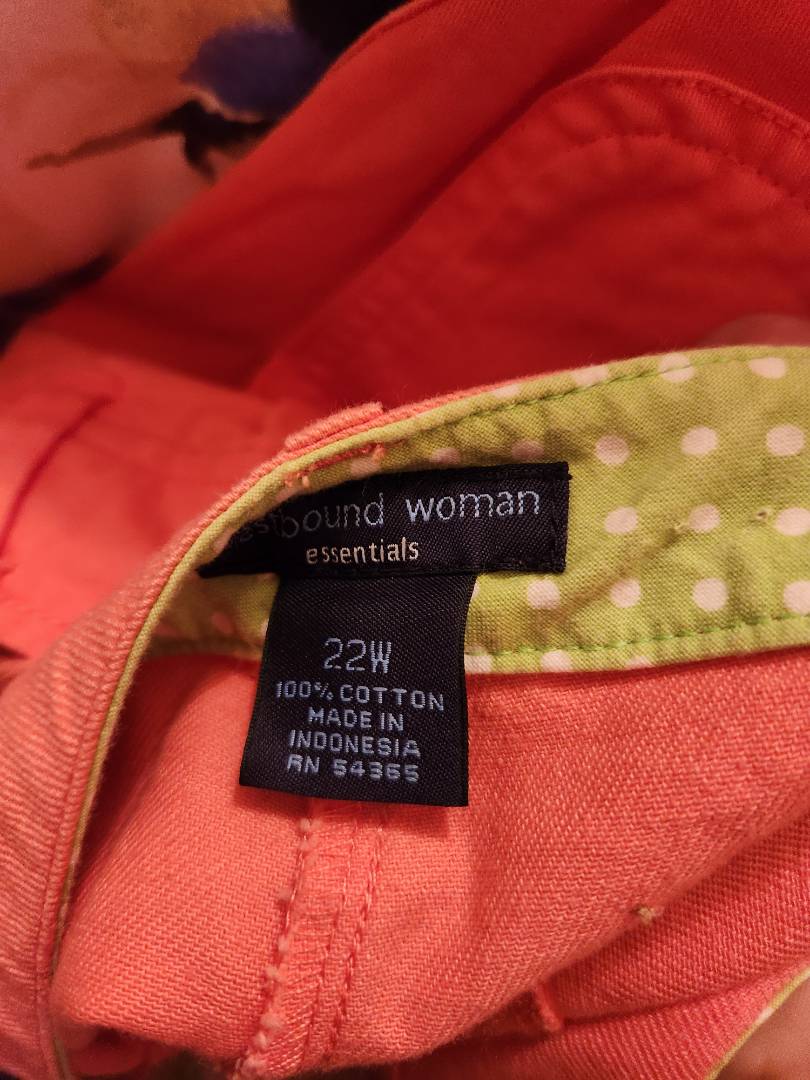 woman
essentials
22W
100% COTTON
MADE IN
INDONESIA
RN 54365